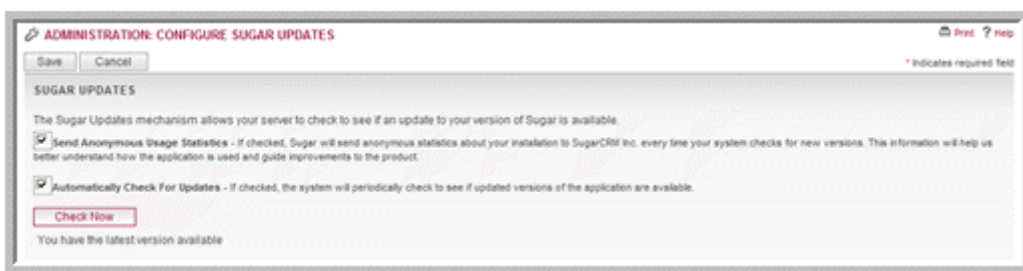 ADMINISTRATION: CONFIGURE SUGAR UPDATES
Print ? Help
Save Cancel
* Indicates required field
SUGAR UPDATES
The Sugar Updates mechanism allows your server to check to see if an update to your version of Sugar is available.
Send Anonymous Usage Statistics - If checked, Sugar will send anonymous statistics about your installation to SugarCRM Inc. every time your system checks for new versions. This information will help us
better understand how the application is used and guide improvements to the product.
Automatically Check For Updates - If checked, the system will periodically check to see if updated versions of the application are available.
Check Now
You have the latest version available